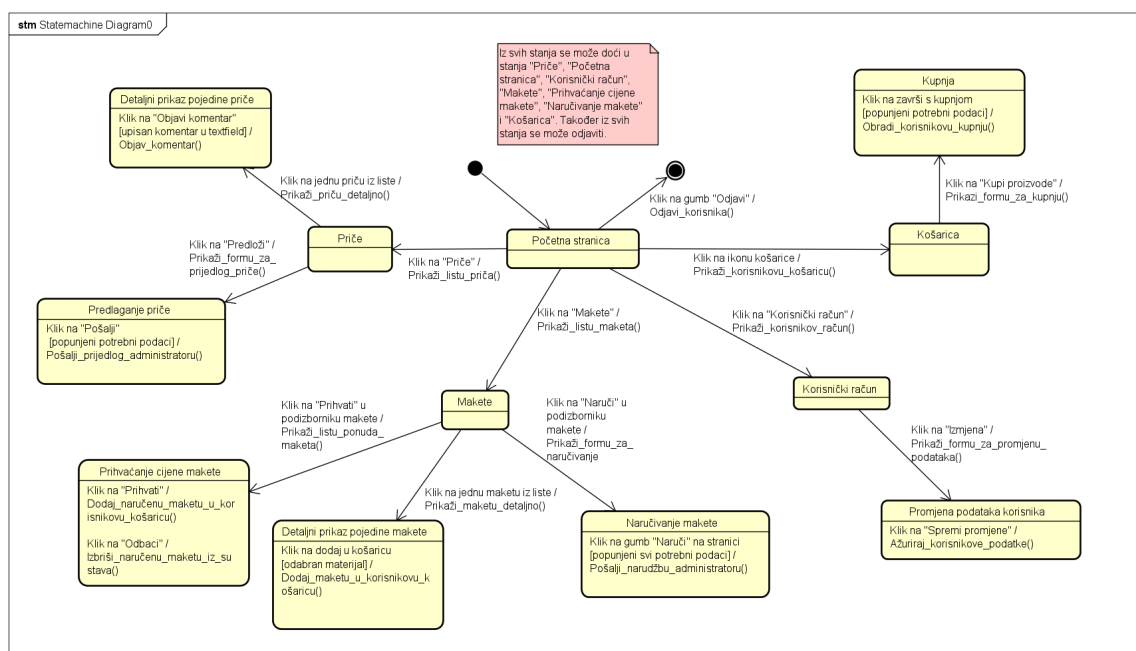 stm Statemachine Diagram0
Iz svih stanja se može doći u
stanja "Priče", "Početna
stranica", "Korisnički račun",
"Makete", "Prihvaćanje cijene
makete", "Naručivanje makete"
i "Košarica". Također iz svih
stanja se može odjaviti.
Detaljni prikaz pojedine priče
Klik na "Objavi komentar"
[upisan komentar u textfield] /
Objav_komentar()
Kupnja
Klik na završi s kupnjom
[popunjeni potrebni podaci] /
Obradi_korisnikovu_kupnju()
Klik na jednu priču iz liste /
Prikaži_priču_detaljno()
Klik na gumb "Odjavi" /
Odjavi_korisnika()
Klik na "Kupi proizvode" /
Prikazi_formu_za_kupnju()
Priče
Početna stranica
Košarica
Klik na "Predloži" /
Prikaži_formu_za_
prijedlog_priče()
Klik na "Priče" /
Prikaži_listu_priča()
Klik na ikonu košarice /
Prikaži_korisnikovu_košaricu()
Predlaganje priče
Klik na "Pošalji"
[popunjeni potrebni podaci] /
Pošalji_prijedlog_administratoru()
Klik na "Makete" /
Prikaži_listu_maketa()
Klik na "Korisnički račun" /
Prikaži_korisnikov_račun()
Makete
Korisnički račun
Klik na "Prihvati" u
podizborniku makete /
Prikaži_listu_ponuda_
maketa()
Klik na "Naruči" u
podizborniku
makete /
Prikaži_formu_za_
naručivanje
Klik na "Izmjena" /
Prikaži_formu_za_promjenu_
podataka()
Klik na jednu maketu iz liste /
Prikaži_maketu_detaljno()
Prihvaćanje cijene makete
Klik na "Prihvati" /
Dodaj_naručenu_maketu_u_kor
isnikovu_košaricu()
Klik na "Odbaci" /
Izbriši_naručenu_maketu_iz_su
stava()
Detaljni prikaz pojedine makete
Klik na dodaj u košaricu
[odabran materijal] /
Dodaj_maketu_u_korisnikovu_k
ošaricu()
Naručivanje makete
Klik na gumb "Naruči" na stranici
[popunjeni svi potrebni podaci] /
Pošalji_narudžbu_administratoru()
Promjena podataka korisnika
Klik na "Spremi promjene" /
Ažuriraj_korisnikove_podatke()